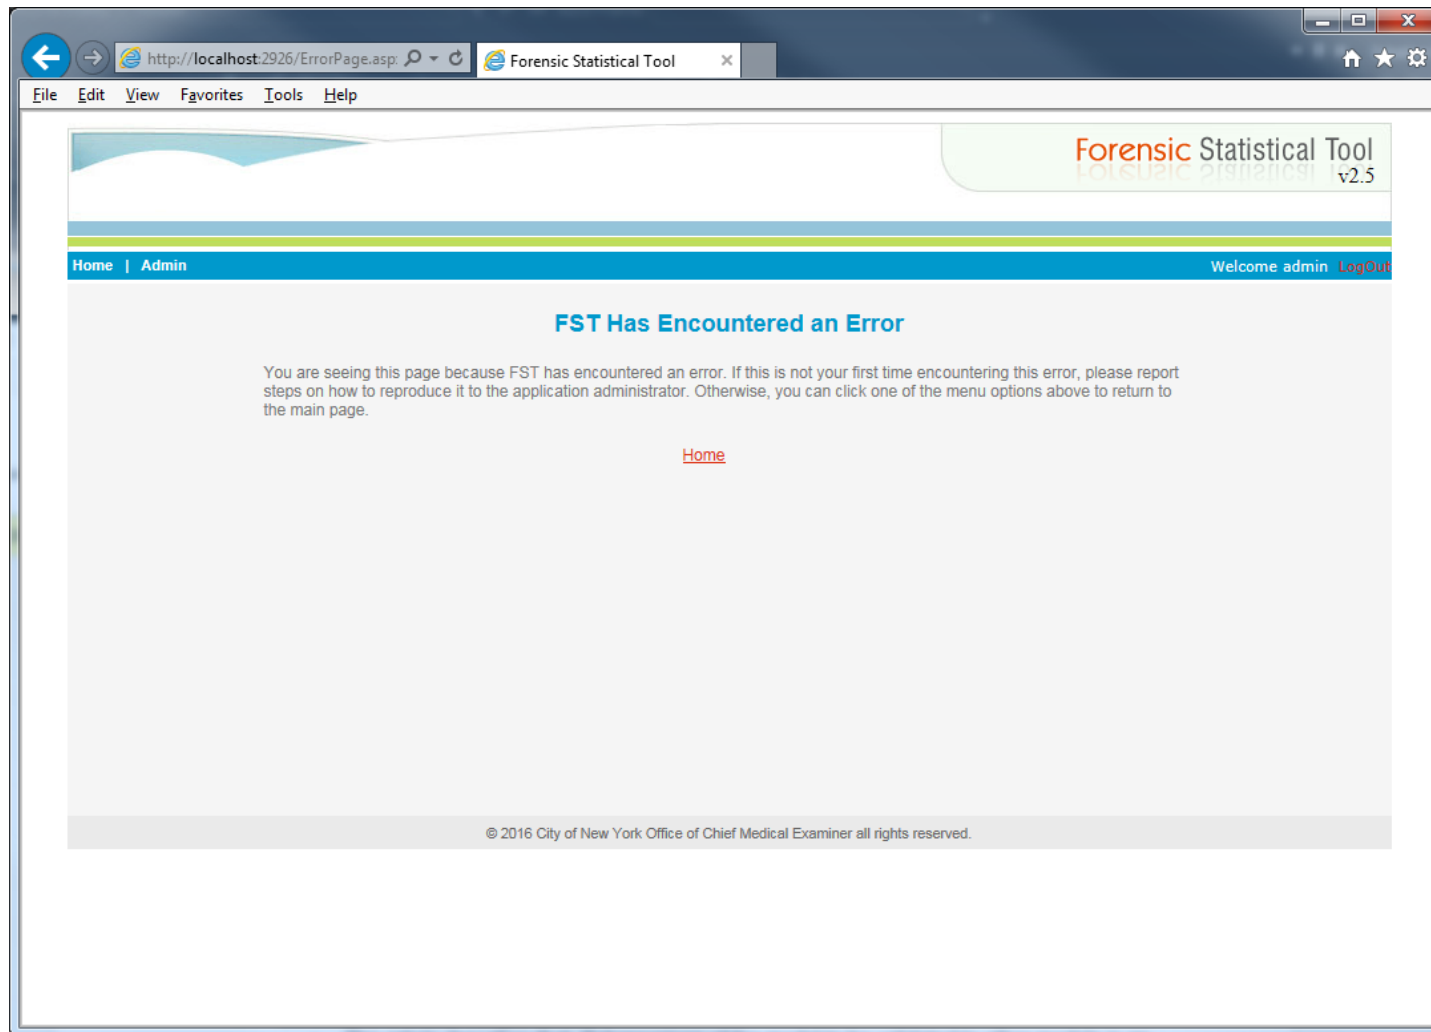 http://localhost:2926/ErrorPage.asp:
Forensic Statistical Tool
File Edit View Favorites Tools Help
Forensic Statistical Tool
v2.5
Home | Admin
Welcome admin LogOut
FST Has Encountered an Error
You are seeing this page because FST has encountered an error. If this is not your first time encountering this error, please report
steps on how to reproduce it to the application administrator. Otherwise, you can click one of the menu options above to return to
the main page.
Home
© 2016 City of New York Office of Chief Medical Examiner all rights reserved.